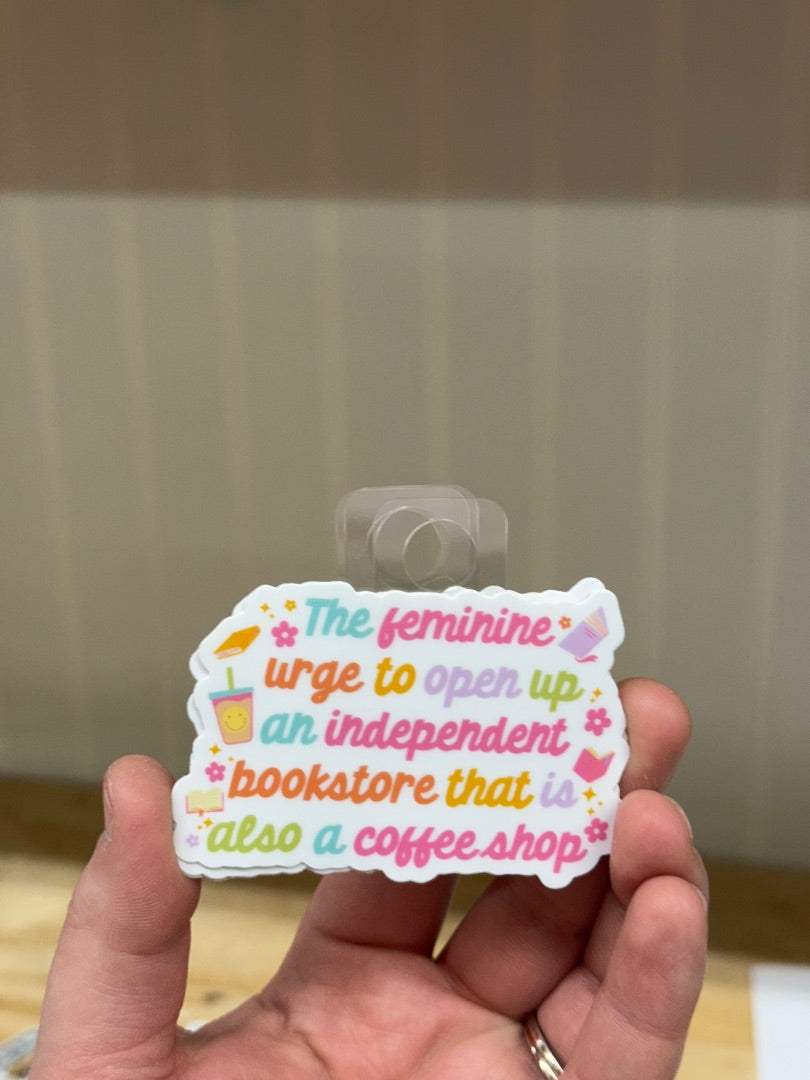 The feminine
urge to open up
an independent
bookstore that is
also a coffee shop